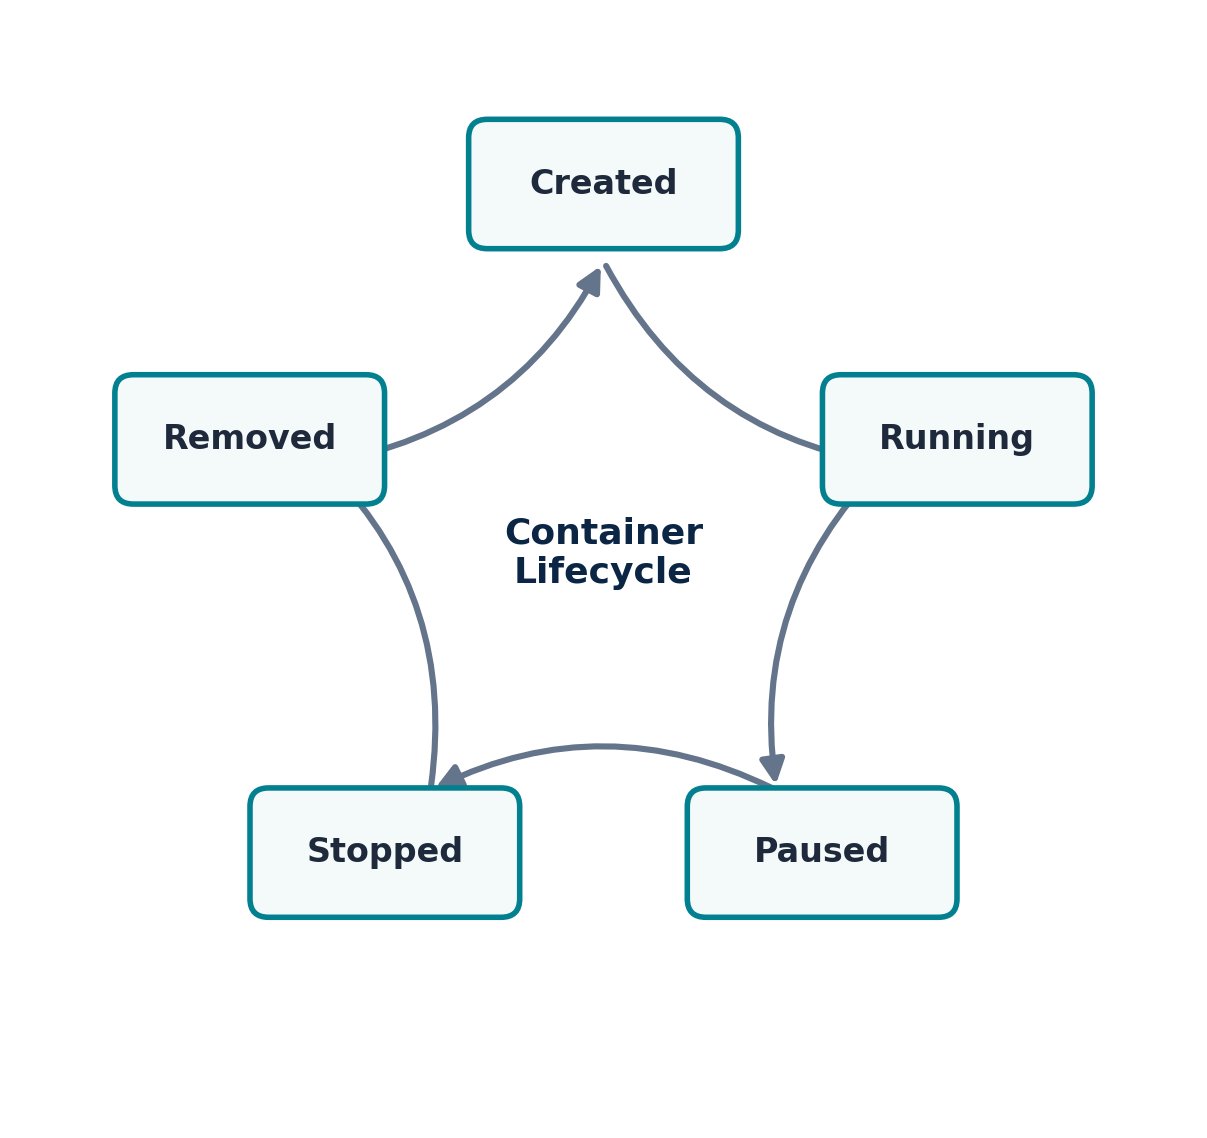 Created
Removed
Running
Container
Lifecycle
Stopped
Paused